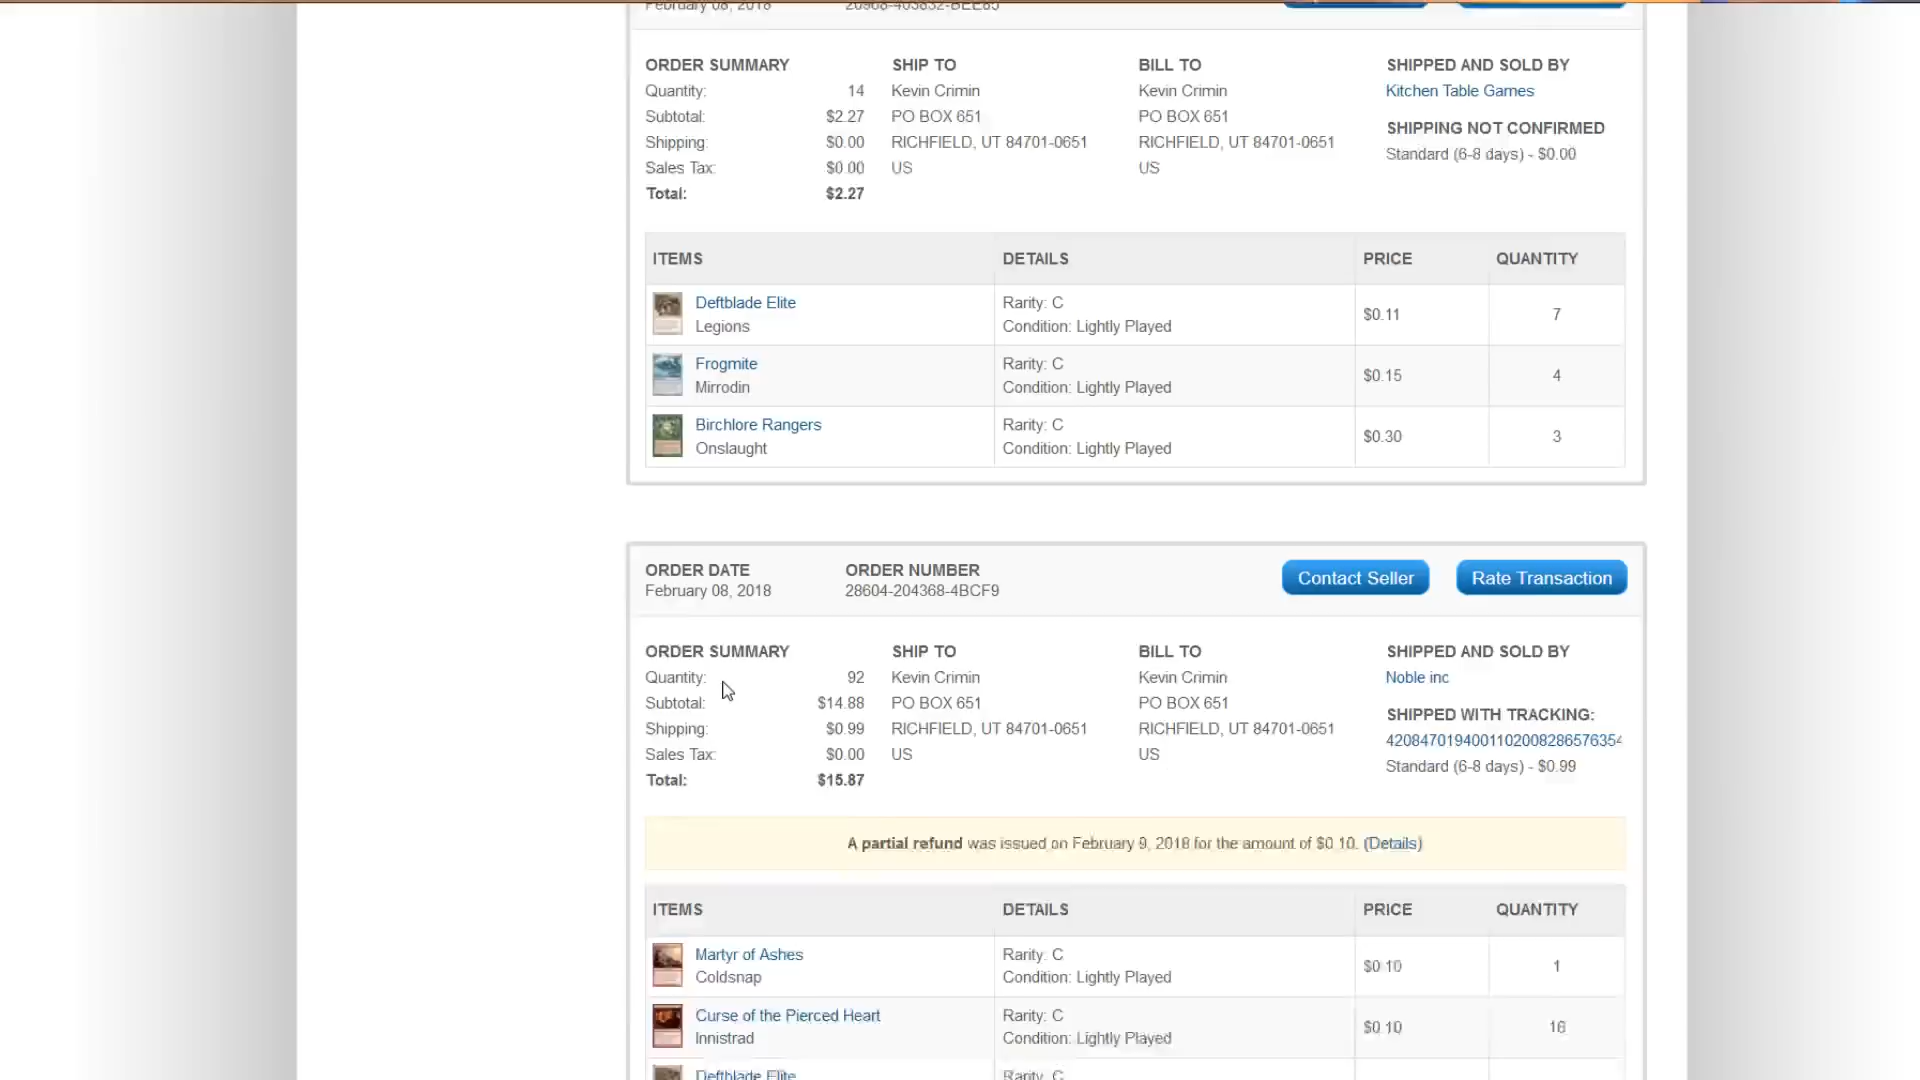 February 08, 2018 20908-403832-BEE85
ORDER SUMMARY SHIP TO BILL TO SHIPPED AND SOLD BY
Quantity: 14 Kevin Crimin Kevin Crimin Kitchen Table Games
Subtotal: $2.27 PO BOX 651 PO BOX 651
SHIPPING NOT CONFIRMED
Shipping: $0.00 RICHFIELD, UT 84701-0651 RICHFIELD, UT 84701-0651
Standard (6-8 days) - $0.00
Sales Tax: $0.00 US US
Total: $2.27
ITEMS DETAILS PRICE QUANTITY
Deftblade Elite Rarity: C
$0.11 7
Legions Condition: Lightly Played
Frogmite Rarity: C
$0.15 4
Mirrodin Condition: Lightly Played
Birchlore Rangers Rarity: C
$0.30 3
Onslaught Condition: Lightly Played
ORDER DATE ORDER NUMBER
Contact Seller Rate Transaction
February 08, 2018 28604-204368-4BCF9
ORDER SUMMARY SHIP TO BILL TO SHIPPED AND SOLD BY
Quantity: 92 Kevin Crimin Kevin Crimin Noble inc
Subtotal: $14.88 PO BOX 651 PO BOX 651
SHIPPED WITH TRACKING:
Shipping: $0.99 RICHFIELD, UT 84701-0651 RICHFIELD, UT 84701-0651
420847019400110200828657635
Sales Tax: $0.00 US US
Standard (6-8 days) - $0.99
Total: $15.87
A partial refund was issued on February 9, 2018 for the amount of $0.10. (Details)
ITEMS DETAILS PRICE QUANTITY
Martyr of Ashes Rarity: C
$0.10 1
Coldsnap Condition: Lightly Played
Curse of the Pierced Heart Rarity: C
$0.10 16
Innistrad Condition: Lightly Played
Deftblade Elite Rarity: C